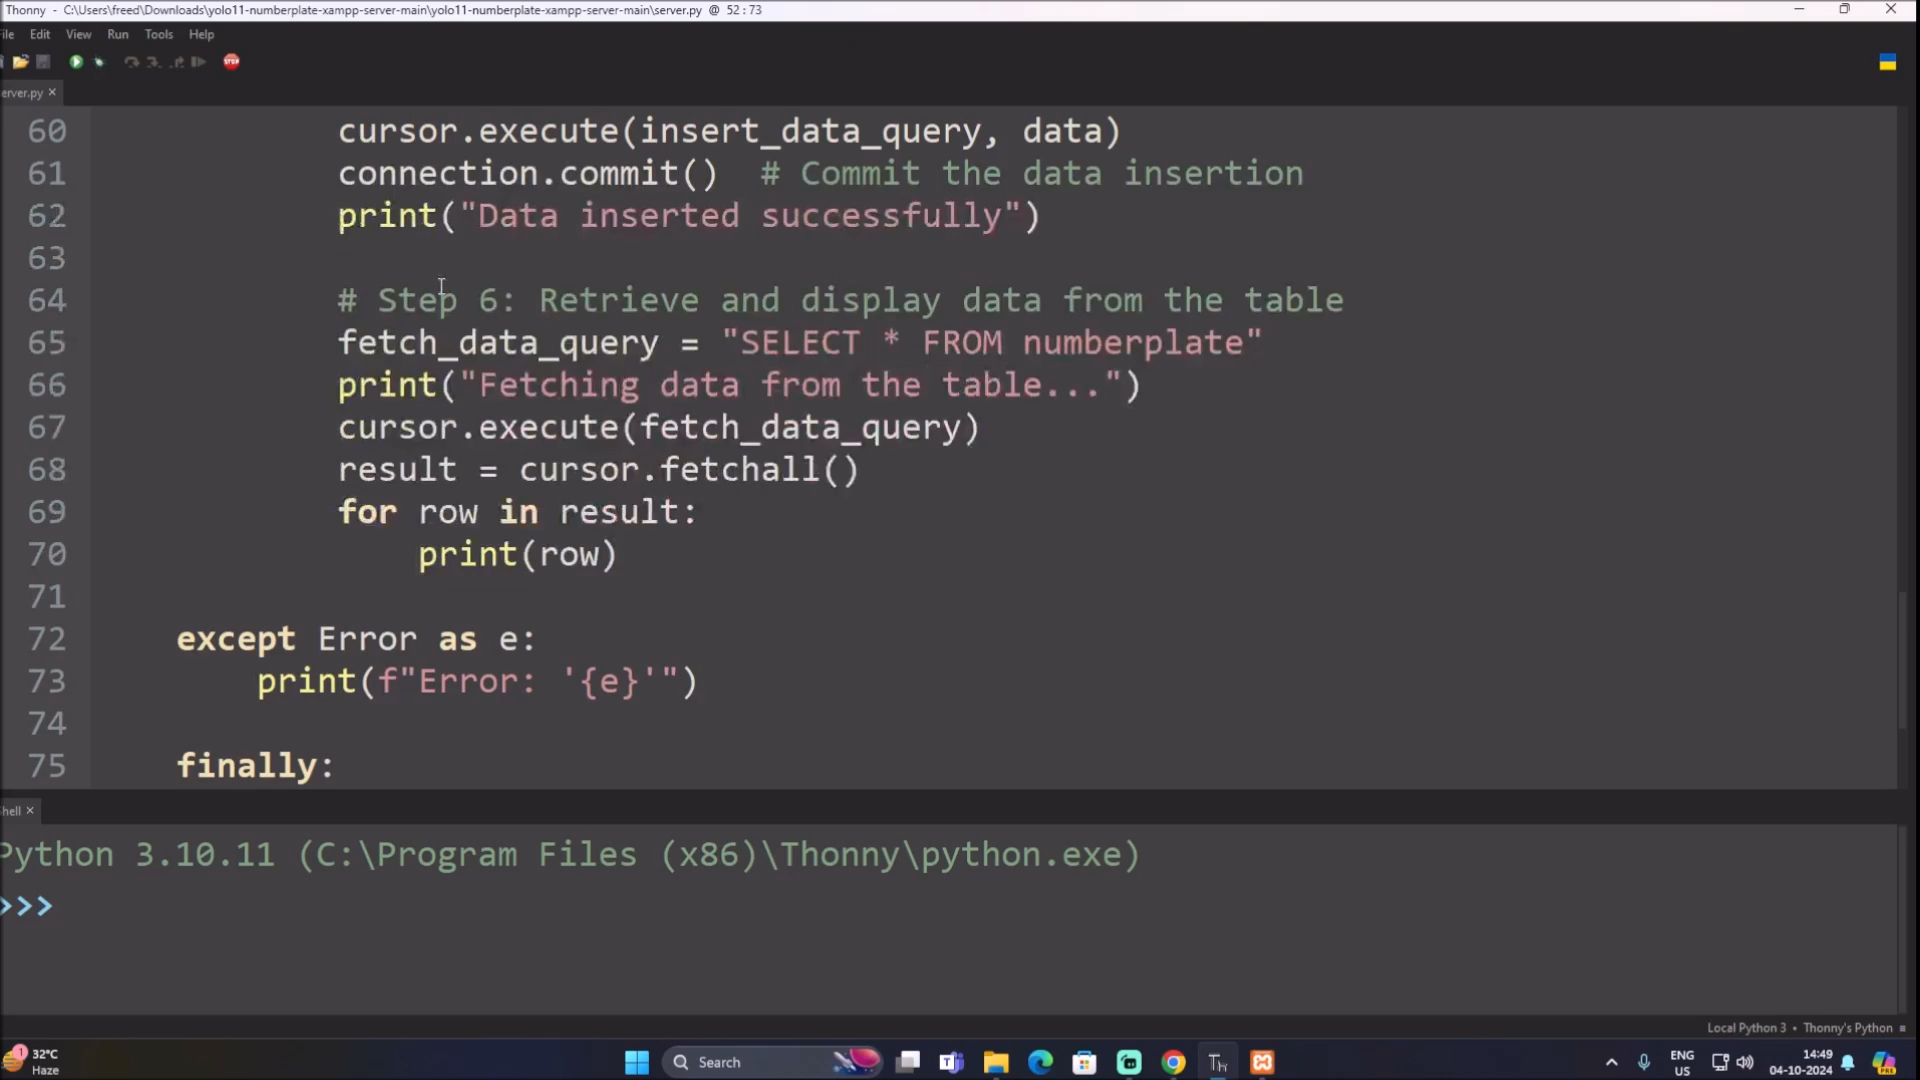 Thonny - C:\Users\freed\Downloads\yolo11-numberplate-xampp-server-main\yolo11-numberplate-xampp-server-main\server.py @ 52 : 73
ile Edit View Run Tools Help
STOP
erver.py ×
60 cursor.execute(insert_data_query, data)
61 connection.commit() # Commit the data insertion
62 print("Data inserted successfully")
63
64 # Step 6: Retrieve and display data from the table
65 fetch_data_query = "SELECT * FROM numberplate"
66 print("Fetching data from the table...")
67 cursor.execute(fetch_data_query)
68 result = cursor.fetchall()
69 for row in result:
70 print(row)
71
72 except Error as e:
73 print(f"Error: '{e}'")
74
75 finally:
hell ×
Python 3.10.11 (C:\Program Files (x86)\Thonny\python.exe)
>>>
Local Python 3 • Thonny's Python
1 32°C
Haze
Search
Th
ENG
US
14:49
04-10-2024
PRE